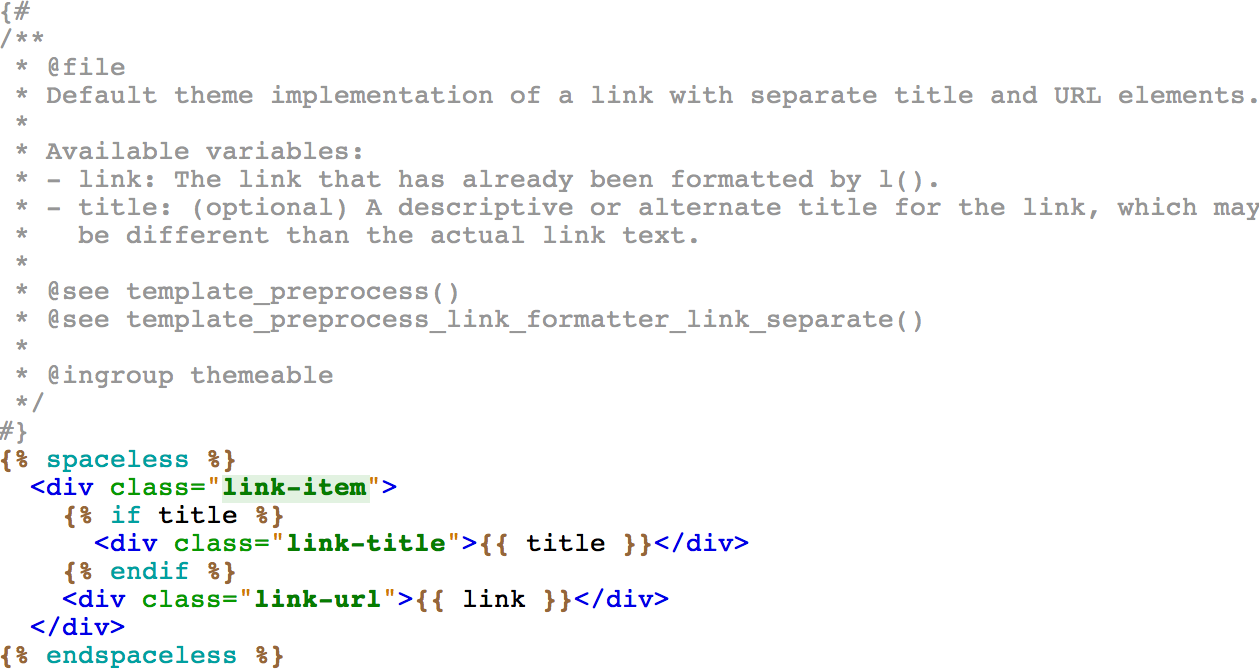 {#
/**
 * @file
 * Default theme implementation of a link with separate title and URL elements.
 *
 * Available variables:
 * - link: The link that has already been formatted by l().
 * - title: (optional) A descriptive or alternate title for the link, which may
 *   be different than the actual link text.
 *
 * @see template_preprocess()
 * @see template_preprocess_link_formatter_link_separate()
 *
 * @ingroup themeable
 */
#}
{% spaceless %}
  <div class="link-item">
    {% if title %}
      <div class="link-title">{{ title }}</div>
    {% endif %}
    <div class="link-url">{{ link }}</div>
  </div>
{% endspaceless %}